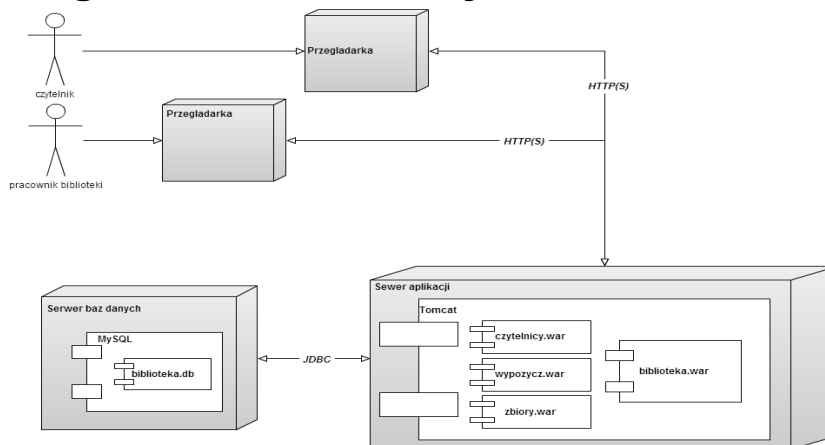 Przegladarka
czytelnik
HTTP(S)
Przegladarka
HTTP(S)
pracownik biblioteki
Sewer aplikacji
Serwer baz danych
Tomcat
MySQL
czytelnicy.war
JDBC
biblioteka.db
wypozycz.war
biblioteka.war
zbiory.war